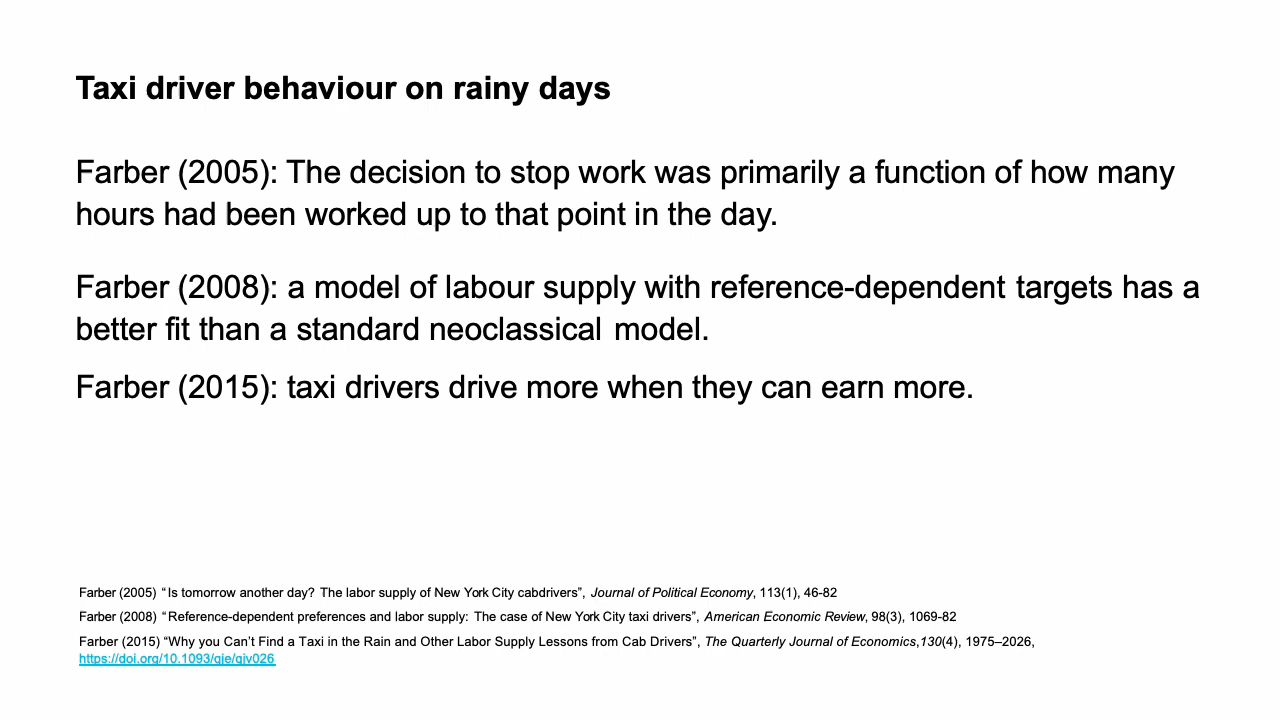 Taxi driver behaviour on rainy days
Farber (2005): The decision to stop work was primarily a function of how many
hours had been worked up to that point in the day.
Farber (2008): a model of labour supply with reference-dependent targets has a
better fit than a standard neoclassical model.
Farber (2015): taxi drivers drive more when they can earn more.
Farber (2005) “Is tomorrow another day? The labor supply of New York City cabdrivers”, Journal of Political Economy, 113(1), 46-82
Farber (2008) “Reference-dependent preferences and labor supply: The case of New York City taxi drivers”, American Economic Review, 98(3), 1069-82
Farber (2015) “Why you Can’t Find a Taxi in the Rain and Other Labor Supply Lessons from Cab Drivers”, The Quarterly Journal of Economics,130(4), 1975–2026,
https://doi.org/10.1093/qje/qjv026